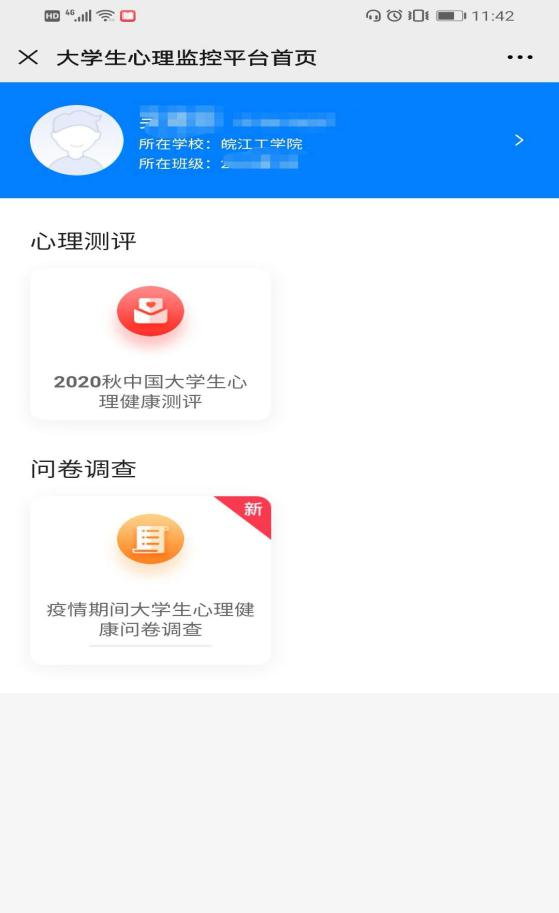 HD 4G 11:42
大学生心理监控平台首页
所在学校：皖江工学院
所在班级：2
心理测评
2020秋中国大学生心
理健康测评
问卷调查
新
疫情期间大学生心理健
康问卷调查